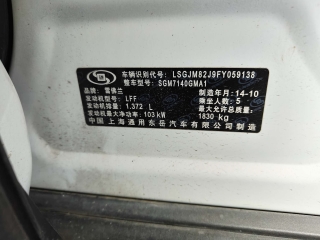 车辆识别代号: LSGJM82J9FY059138
整车型号: SGM7140GMA1
品牌: 雪佛兰 制造年月: 14-10
发动机型号: LFF 乘坐人数: 5
发动机排量: 1.372 L 最大允许总质量:
发动机最大净功率: 103 kW 1830 kg
中国 上海通用东岳汽车有限公司 制造